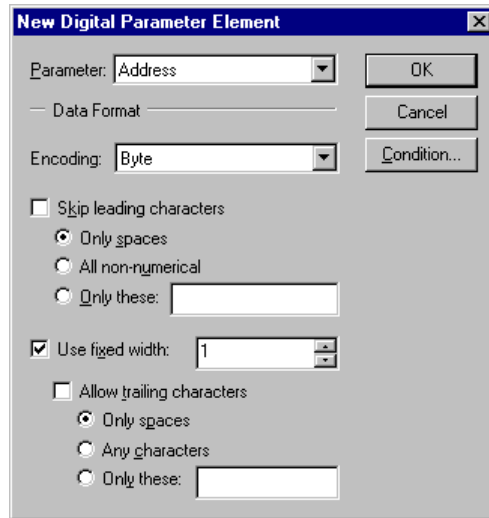 New Digital Parameter Element
Parameter: Address OK
Data Format Cancel
Encoding: Byte Condition...
Skip leading characters
Only spaces
All non-numerical
Only these:
Use fixed width: 1
Allow trailing characters
Only spaces
Any characters
Only these: